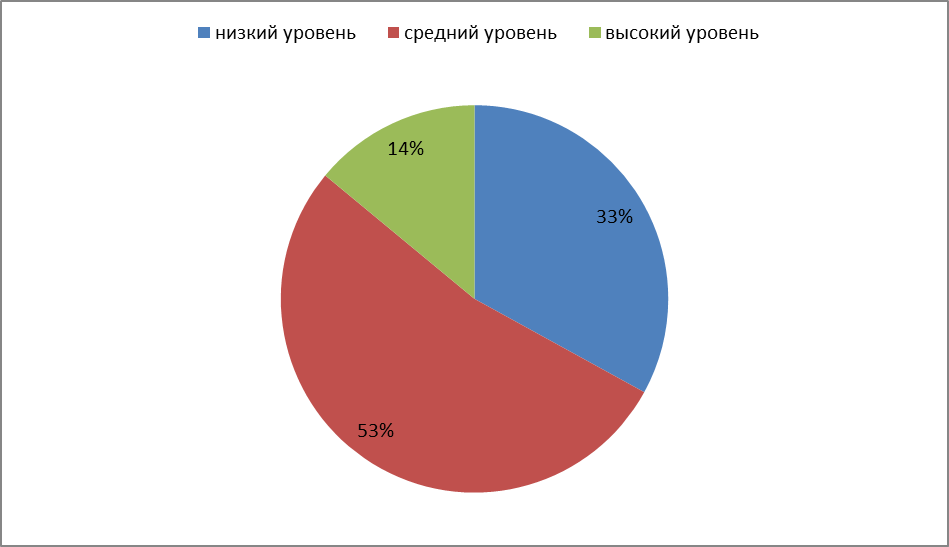 низкий уровень средний уровень высокий уровень
14%
33%
53%